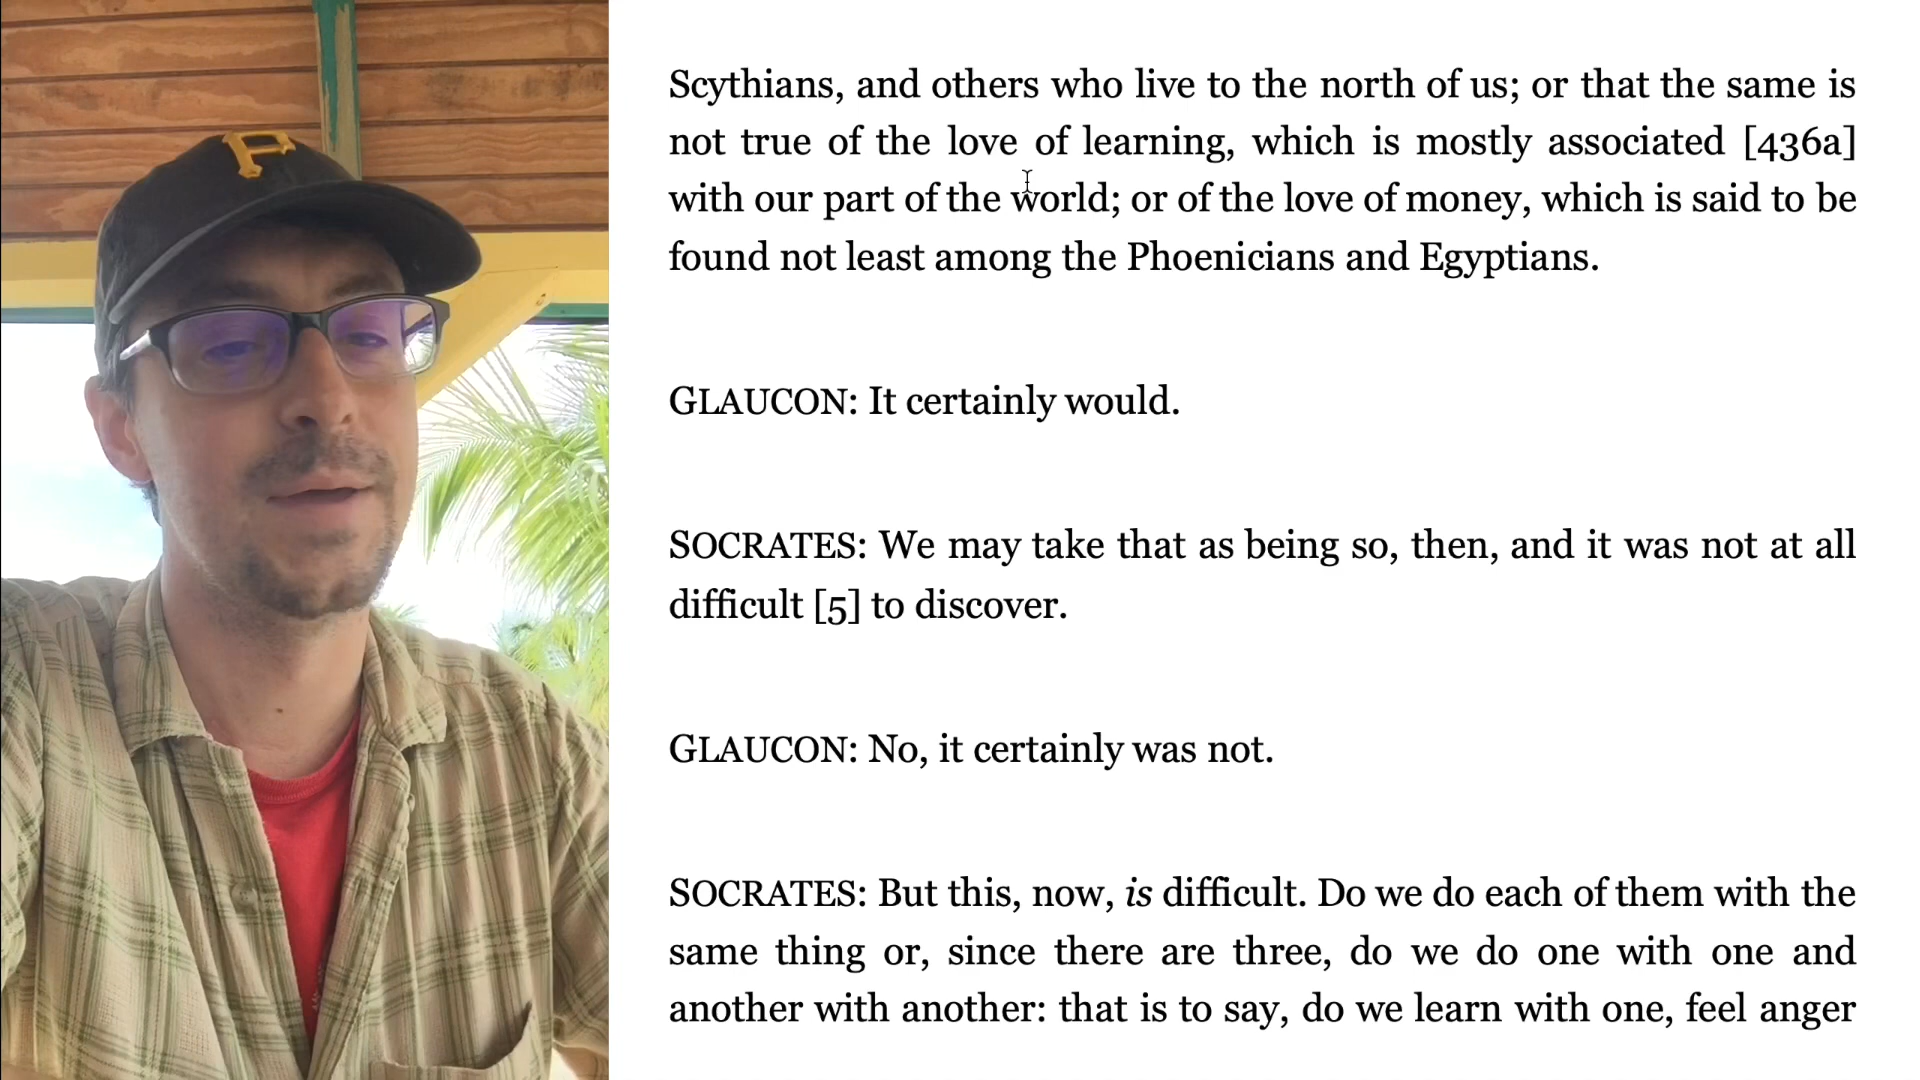 P
Scythians, and others who live to the north of us; or that the same is
not true of the love of learning, which is mostly associated [436a]
with our part of the world; or of the love of money, which is said to be
found not least among the Phoenicians and Egyptians.
GLAUCON: It certainly would.
SOCRATES: We may take that as being so, then, and it was not at all
difficult [5] to discover.
GLAUCON: No, it certainly was not.
SOCRATES: But this, now, is difficult. Do we do each of them with the
same thing or, since there are three, do we do one with one and
another with another: that is to say, do we learn with one, feel anger